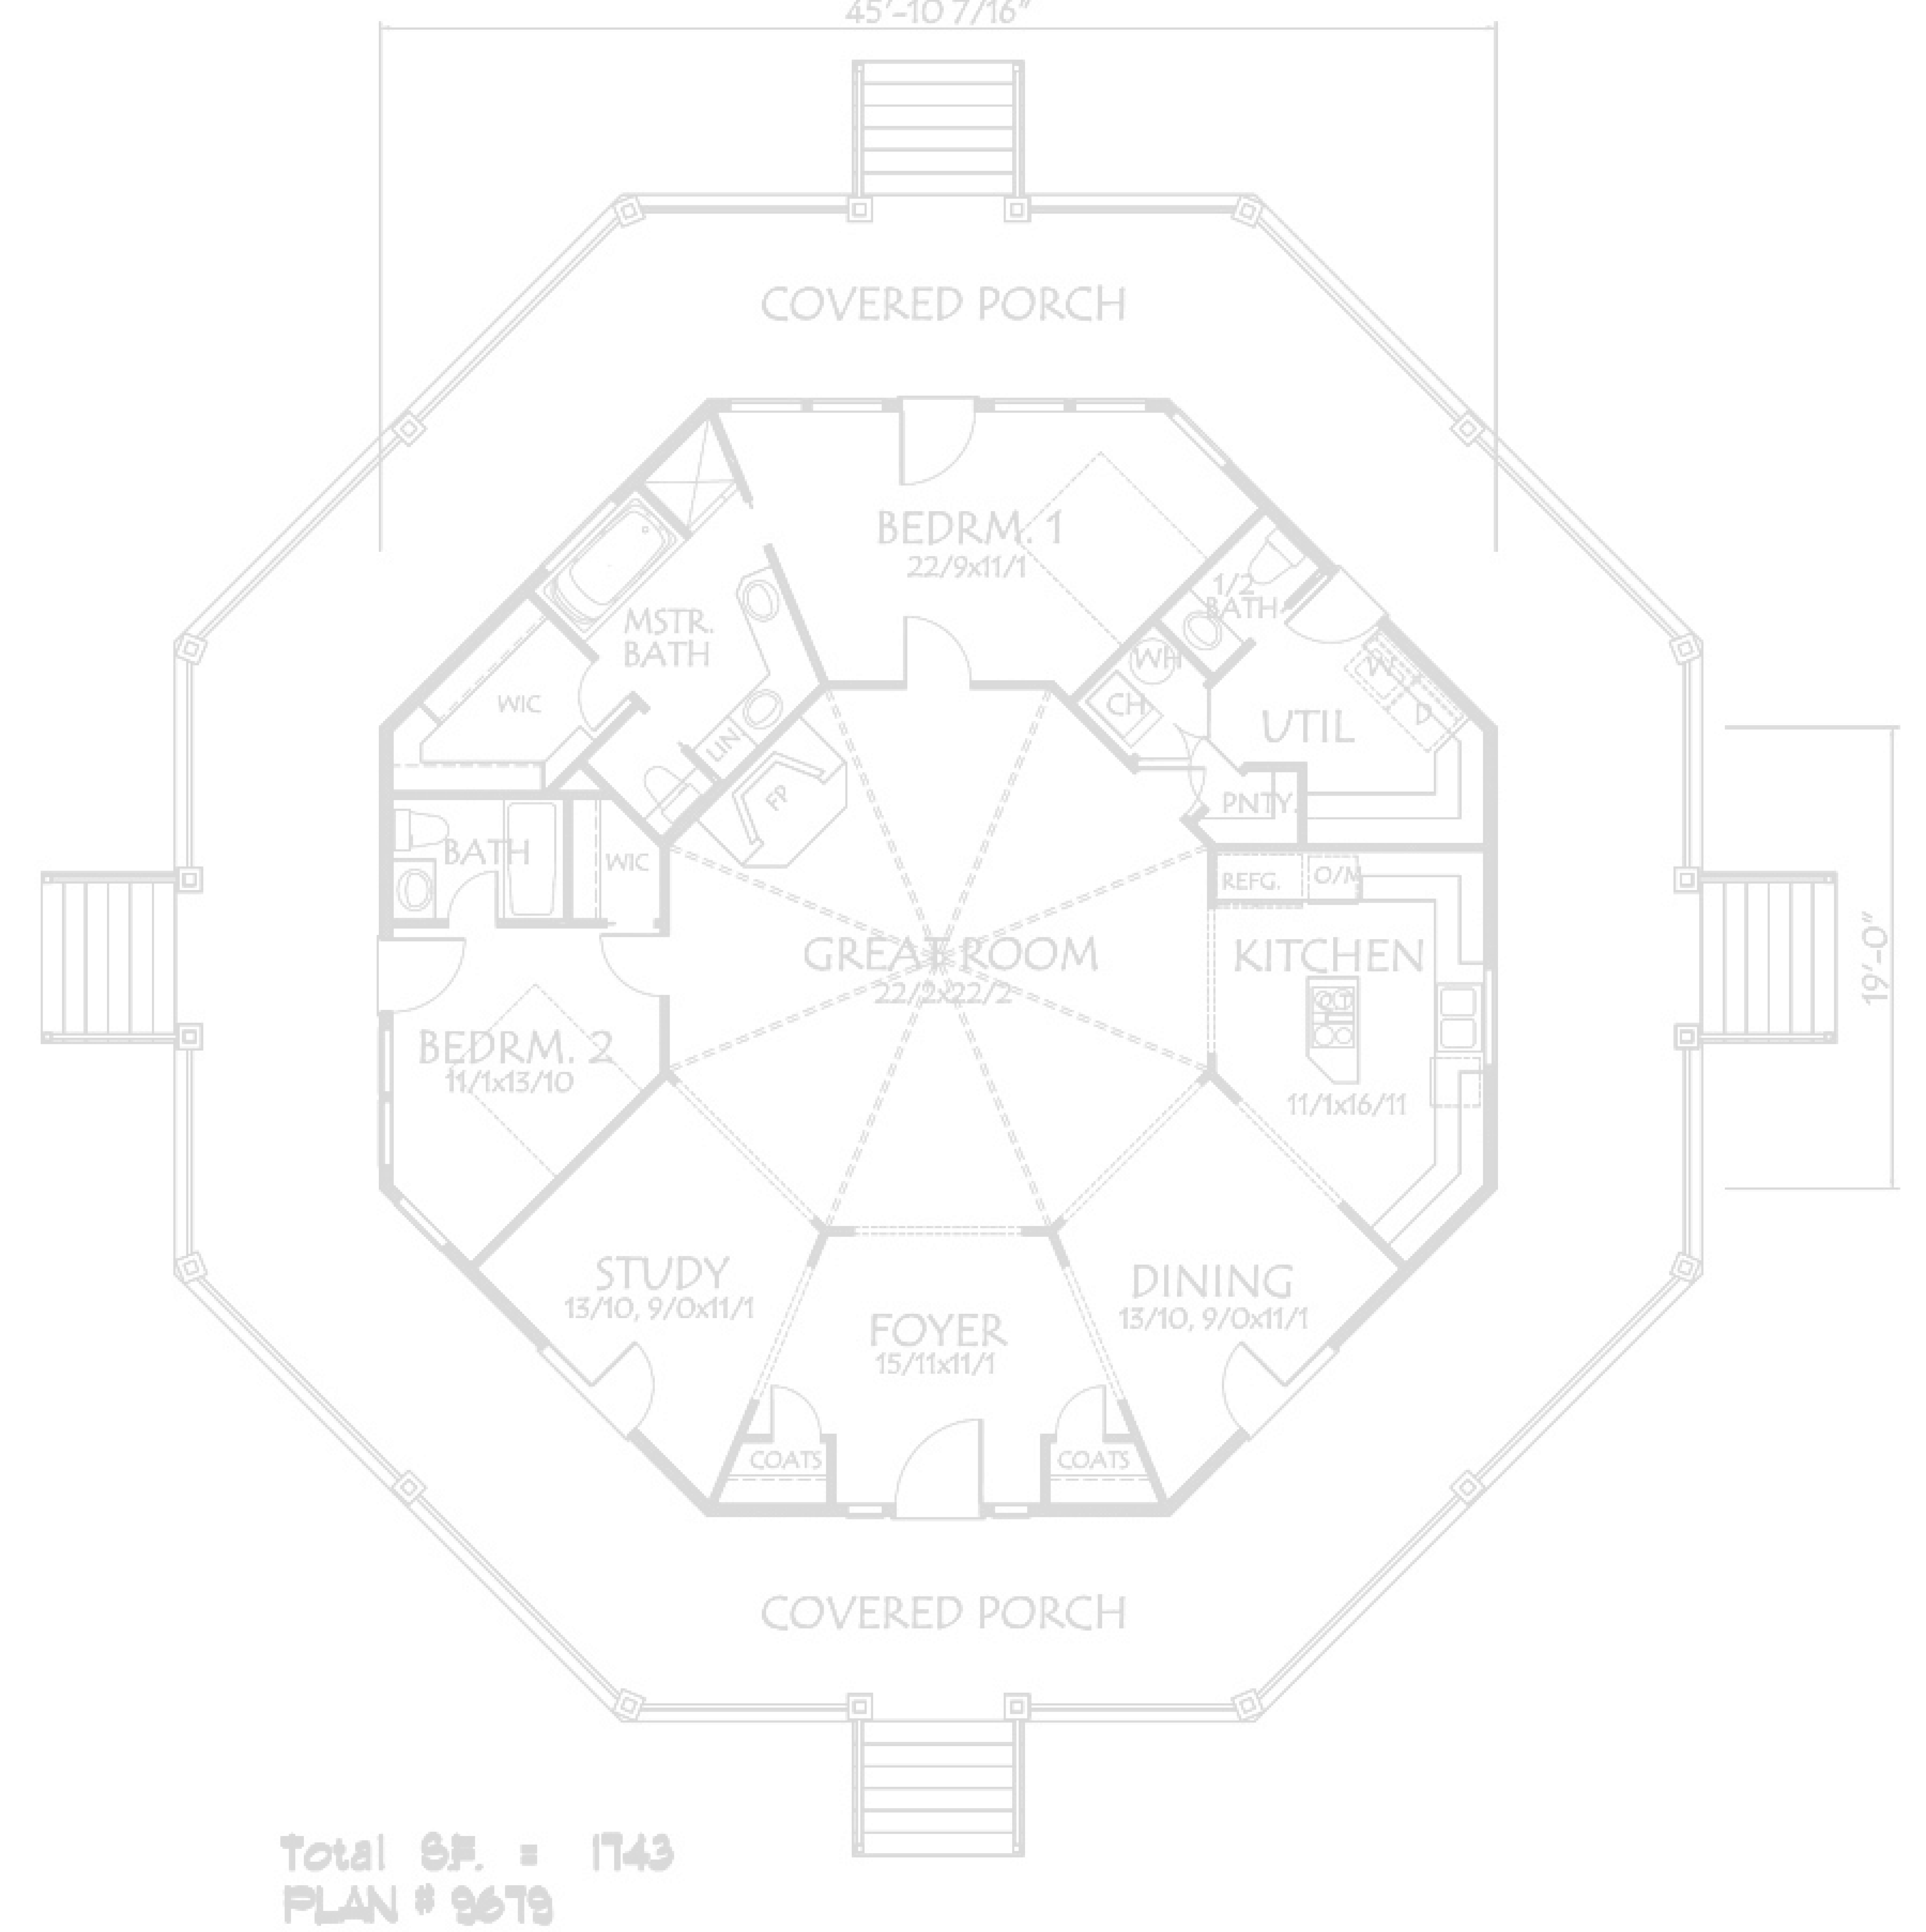 45'-10 7/16"
COVERED PORCH
BEDRM. 1
22/9x11/1
1/2
BATH
MSTR.
BATH
WH
W
WIC
CH
D
LIN.
UTIL
FP
PNTY.
BATH
WIC
REFG.
O/M
19'-0"
GREAT ROOM
22/2x22/2
KITCHEN
BEDRM. 2
11/1x13/10
11/1x16/11
STUDY
13/10, 9/0x11/1
DINING
13/10, 9/0x11/1
FOYER
15/11x11/1
COATS
COATS
COVERED PORCH
Total S.F. = 1743
PLAN # 9679